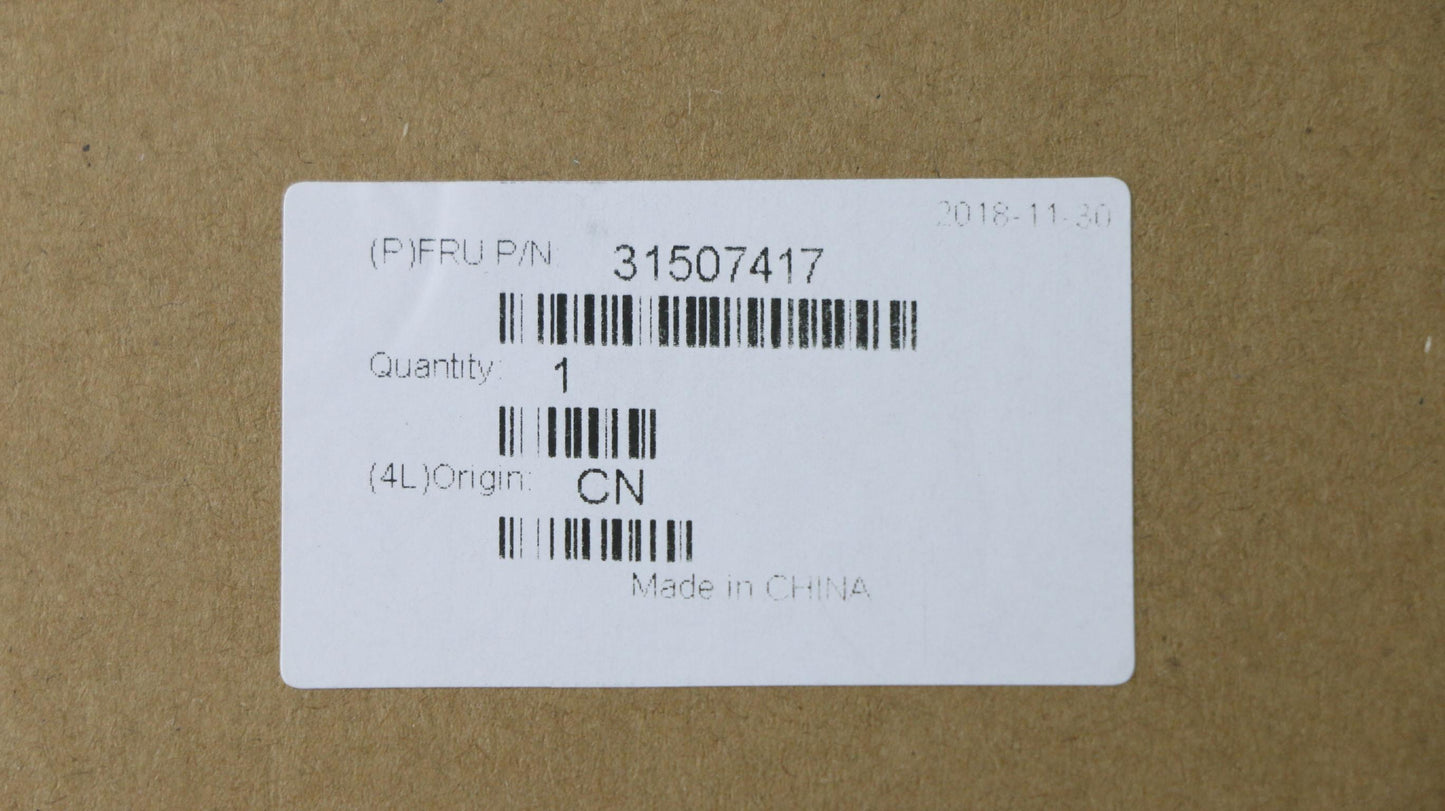 2018-11-30
(P)FRU P/N: 31507417
Quantity: 1
(4L)Origin: CN
Made in CHINA